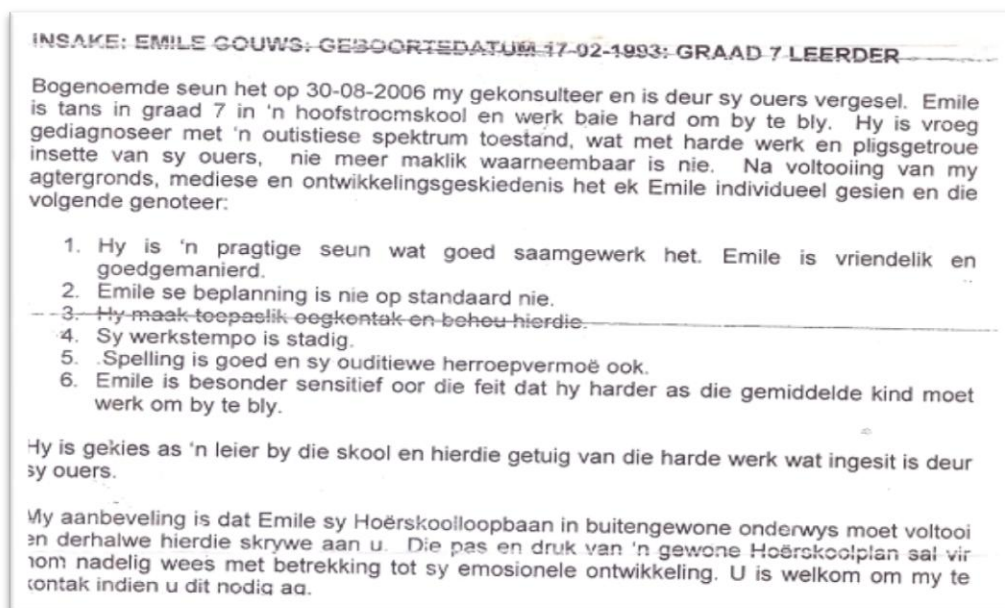 INSAKE: EMILE GOUWS: GEBOORTEDATUM 17-02-1993: GRAAD 7 LEERDER
Bogenoemde seun het op 30-08-2006 my gekonsulteer en is deur sy ouers vergesel. Emile
is tans in graad 7 in 'n hoofstroomskool en werk baie hard om by te bly. Hy is vroeg
gediagnoseer met 'n outistiese spektrum toestand, wat met harde werk en pligsgetroue
insette van sy ouers, nie meer maklik waarneembaar is nie. Na voltooiing van my
agtergronds, mediese en ontwikkelingsgeskiedenis het ek Emile individueel gesien en die
volgende genoteer:
1. Hy is 'n pragtige seun wat goed saamgewerk het. Emile is vriendelik en
goedgemanierd.
2. Emile se beplanning is nie op standaard nie.
3. Hy maak toepaslik oogkontak en behou hierdie.
4. Sy werkstempo is stadig.
5. .Spelling is goed en sy ouditiewe herroepvermoë ook.
6. Emile is besonder sensitief oor die feit dat hy harder as die gemiddelde kind moet
werk om by te bly.
Hy is gekies as 'n leier by die skool en hierdie getuig van die harde werk wat ingesit is deur
sy ouers.
My aanbeveling is dat Emile sy Hoërskoolloopbaan in buitengewone onderwys moet voltooi
en derhalwe hierdie skrywe aan u. Die pas en druk van 'n gewone Hoërskoolplan sal vir
hom nadelig wees met betrekking tot sy emosionele ontwikkeling. U is welkom om my te
kontak indien u dit nodig ag.